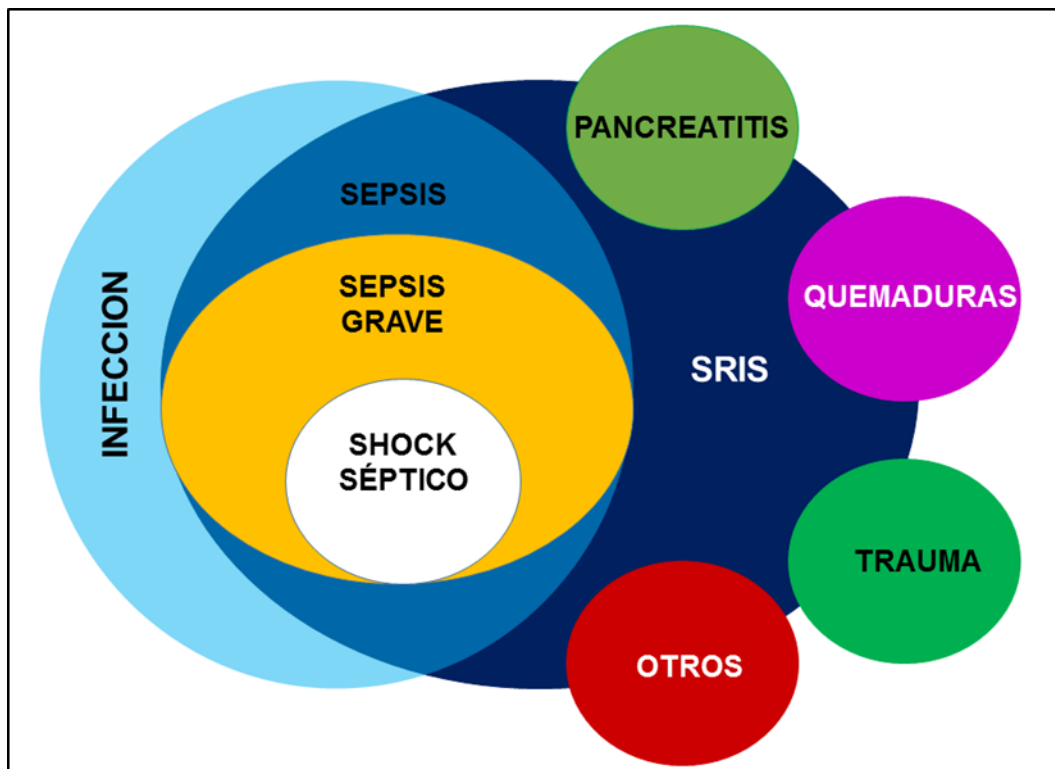 PANCREATITIS
SEPSIS
QUEMADURAS
SEPSIS
GRAVE
INFECCION
SRIS
SHOCK
SÉPTICO
TRAUMA
OTROS